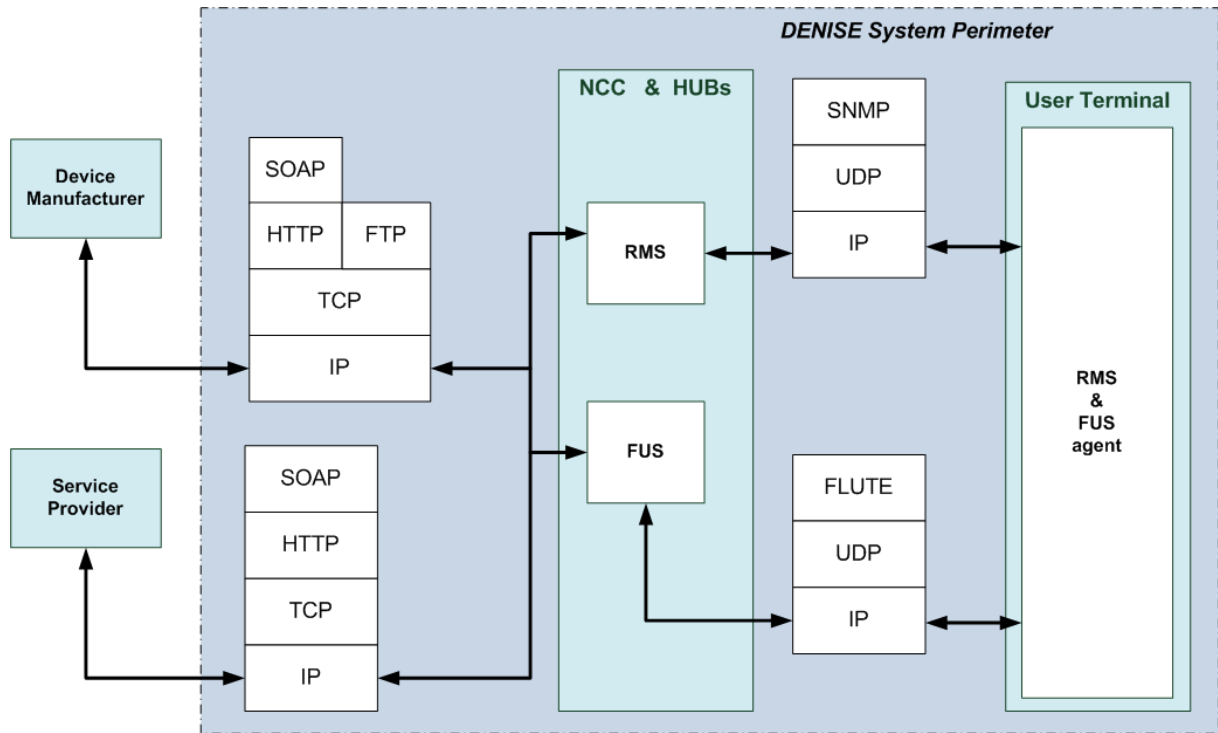 DENISE System Perimeter
NCC & HUBs
User Terminal
Device
Manufacturer
SOAP
HTTP
FTP
TCP
IP
RMS
SNMP
UDP
IP
RMS
&
FUS
agent
Service
Provider
SOAP
HTTP
TCP
IP
FUS
FLUTE
UDP
IP